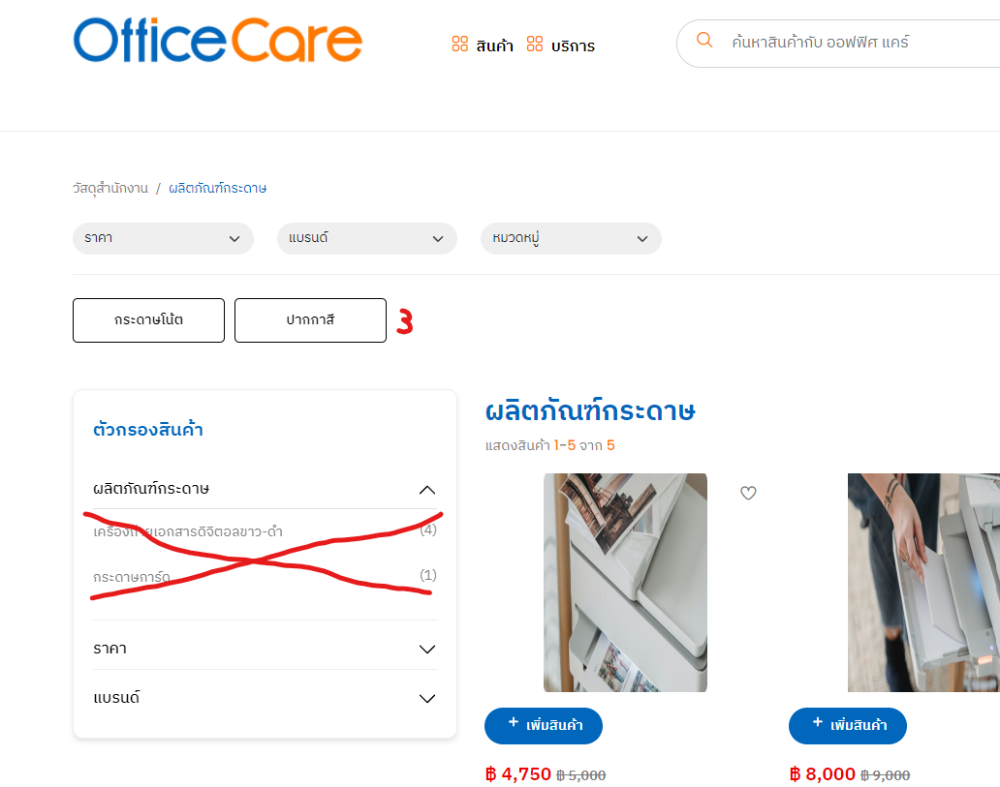 OfficeCare
สินค้า บริการ
ค้นหาสินค้ากับ ออฟฟิศ แคร์
วัสดุสำนักงาน / ผลิตภัณฑ์กระดาษ
ราคา แบรนด์ หมวดหมู่
กระดาษโน้ต ปากกาสี 3
ตัวกรองสินค้า
ผลิตภัณฑ์กระดาษ
เครื่องถ่ายเอกสารดิจิตอลขาว-ดำ (4)
กระดาษการ์ด (1)
ราคา
แบรนด์
ผลิตภัณฑ์กระดาษ
แสดงสินค้า 1-5 จาก 5
+ เพิ่มสินค้า + เพิ่มสินค้า
฿ 4,750 ฿ 5,000 ฿ 8,000 ฿ 9,000